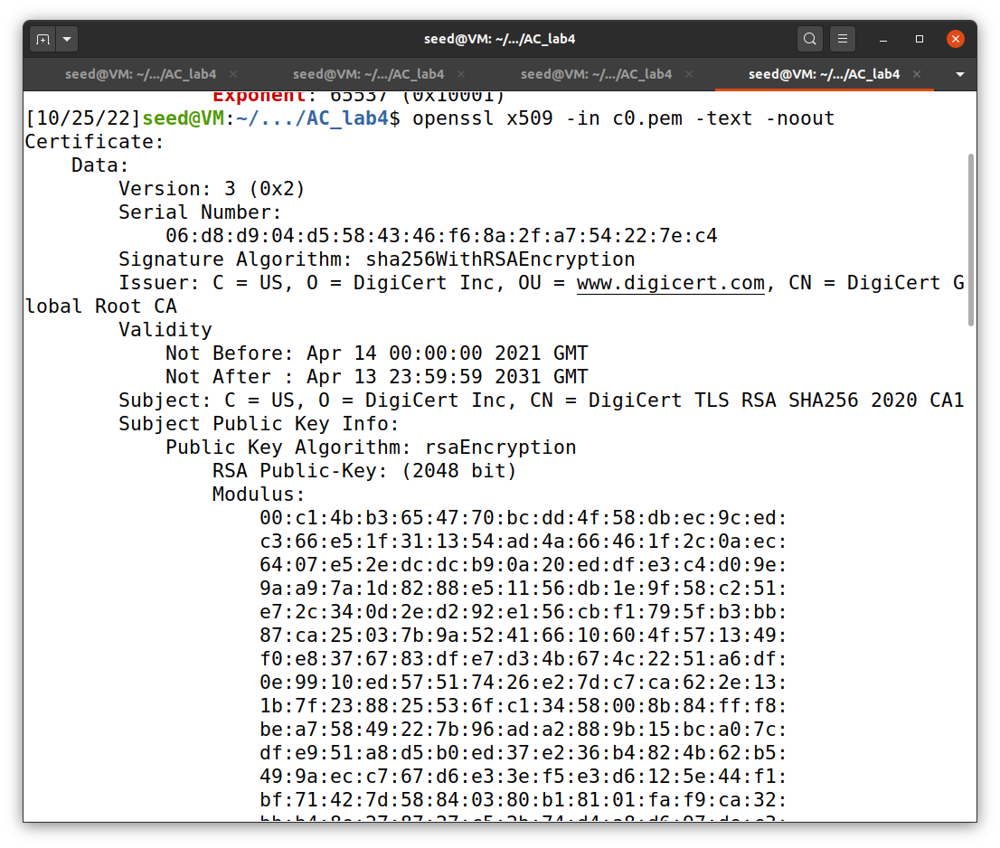 seed@VM: ~/.../AC_lab4
seed@VM: ~/.../AC_lab4 seed@VM: ~/.../AC_lab4 seed@VM: ~/.../AC_lab4 seed@VM: ~/.../AC_lab4
Exponent: 65537 (0x10001)
[10/25/22]seed@VM:~/.../AC_lab4$ openssl x509 -in c0.pem -text -noout
Certificate:
Data:
Version: 3 (0x2)
Serial Number:
06:d8:d9:04:d5:58:43:46:f6:8a:2f:a7:54:22:7e:c4
Signature Algorithm: sha256WithRSAEncryption
Issuer: C = US, O = DigiCert Inc, OU = www.digicert.com, CN = DigiCert G
lobal Root CA
Validity
Not Before: Apr 14 00:00:00 2021 GMT
Not After : Apr 13 23:59:59 2031 GMT
Subject: C = US, O = DigiCert Inc, CN = DigiCert TLS RSA SHA256 2020 CA1
Subject Public Key Info:
Public Key Algorithm: rsaEncryption
RSA Public-Key: (2048 bit)
Modulus:
00:c1:4b:b3:65:47:70:bc:dd:4f:58:db:ec:9c:ed:
c3:66:e5:1f:31:13:54:ad:4a:66:46:1f:2c:0a:ec:
64:07:e5:2e:dc:dc:b9:0a:20:ed:df:e3:c4:d0:9e:
9a:a9:7a:1d:82:88:e5:11:56:db:1e:9f:58:c2:51:
e7:2c:34:0d:2e:d2:92:e1:56:cb:f1:79:5f:b3:bb:
87:ca:25:03:7b:9a:52:41:66:10:60:4f:57:13:49:
f0:e8:37:67:83:df:e7:d3:4b:67:4c:22:51:a6:df:
0e:99:10:ed:57:51:74:26:e2:7d:c7:ca:62:2e:13:
1b:7f:23:88:25:53:6f:c1:34:58:00:8b:84:ff:f8:
be:a7:58:49:22:7b:96:ad:a2:88:9b:15:bc:a0:7c:
df:e9:51:a8:d5:b0:ed:37:e2:36:b4:82:4b:62:b5:
49:9a:ec:c7:67:d6:e3:3e:f5:e3:d6:12:5e:44:f1:
bf:71:42:7d:58:84:03:80:b1:81:01:fa:f9:ca:32: